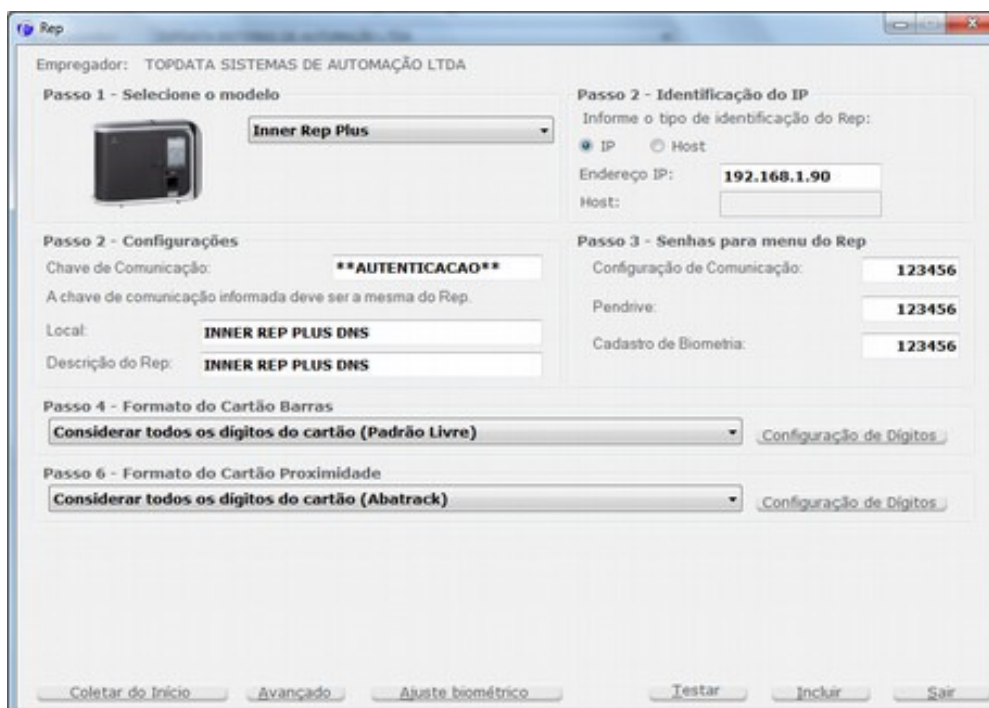 Rep
Empregador: TOPDATA SISTEMAS DE AUTOMAÇÃO LTDA
Passo 1 - Selecione o modelo
Inner Rep Plus
Passo 2 - Identificação do IP
Informe o tipo de identificação do Rep:
IP Host
Endereço IP: 192.168.1.90
Host:
Passo 2 - Configurações
Chave de Comunicação: **AUTENTICACAO**
A chave de comunicação informada deve ser a mesma do Rep.
Local: INNER REP PLUS DNS
Descrição do Rep: INNER REP PLUS DNS
Passo 3 - Senhas para menu do Rep
Configuração de Comunicação: 123456
Pendrive: 123456
Cadastro de Biometria: 123456
Passo 4 - Formato do Cartão Barras
Considerar todos os dígitos do cartão (Padrão Livre) Configuração de Dígitos
Passo 6 - Formato do Cartão Proximidade
Considerar todos os dígitos do cartão (Abatrack) Configuração de Dígitos
Coletar do Início Avançado Ajuste biométrico Testar Incluir Sair